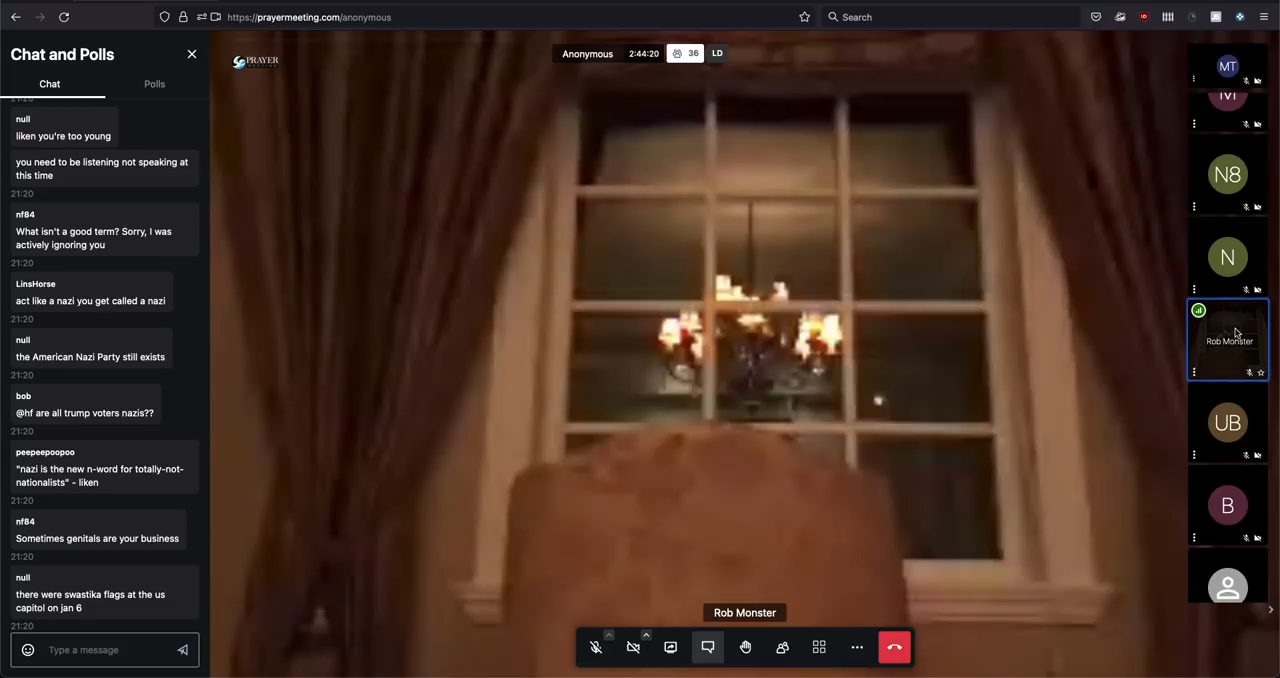 https://prayermeeting.com/anonymous
Search
Chat and Polls
Chat
Polls
21:20
null
liken you're too young
you need to be listening not speaking at
this time
21:20
nf84
What isn't a good term? Sorry, I was
actively ignoring you
21:20
LinsHorse
act like a nazi you get called a nazi
21:20
null
the American Nazi Party still exists
21:20
bob
@hf are all trump voters nazis??
21:20
peepeepoopoo
"nazi is the new n-word for totally-not-
nationalists" - liken
21:20
nf84
Sometimes genitals are your business
21:20
null
there were swastika flags at the us
capitol on jan 6
21:20
Type a message
PRAYER
Anonymous
2:44:20
36
LD
Rob Monster
MT
M
N8
N
Rob Monster
UB
B